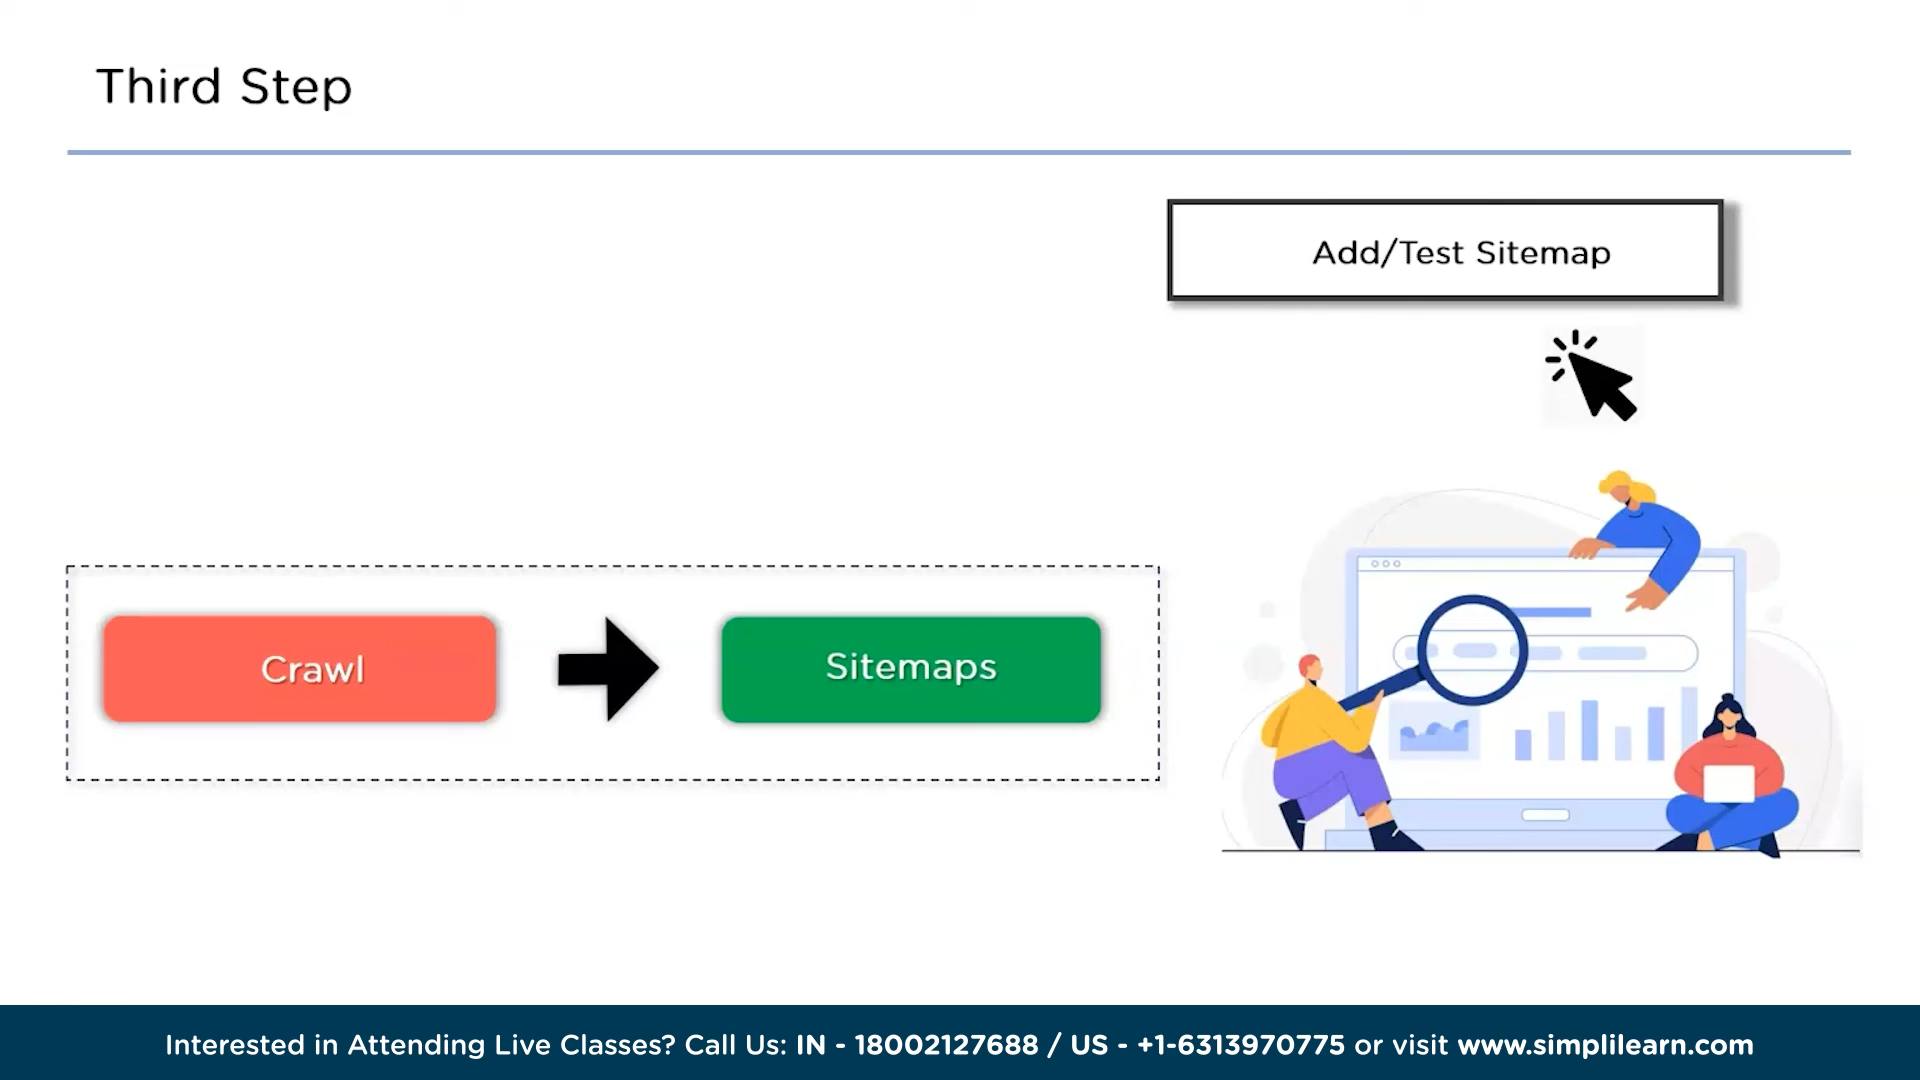 Third Step
Add/Test Sitemap
Crawl
Sitemaps
Interested in Attending Live Classes? Call Us: IN - 18002127688 / US - +1-6313970775 or visit www.simplilearn.com